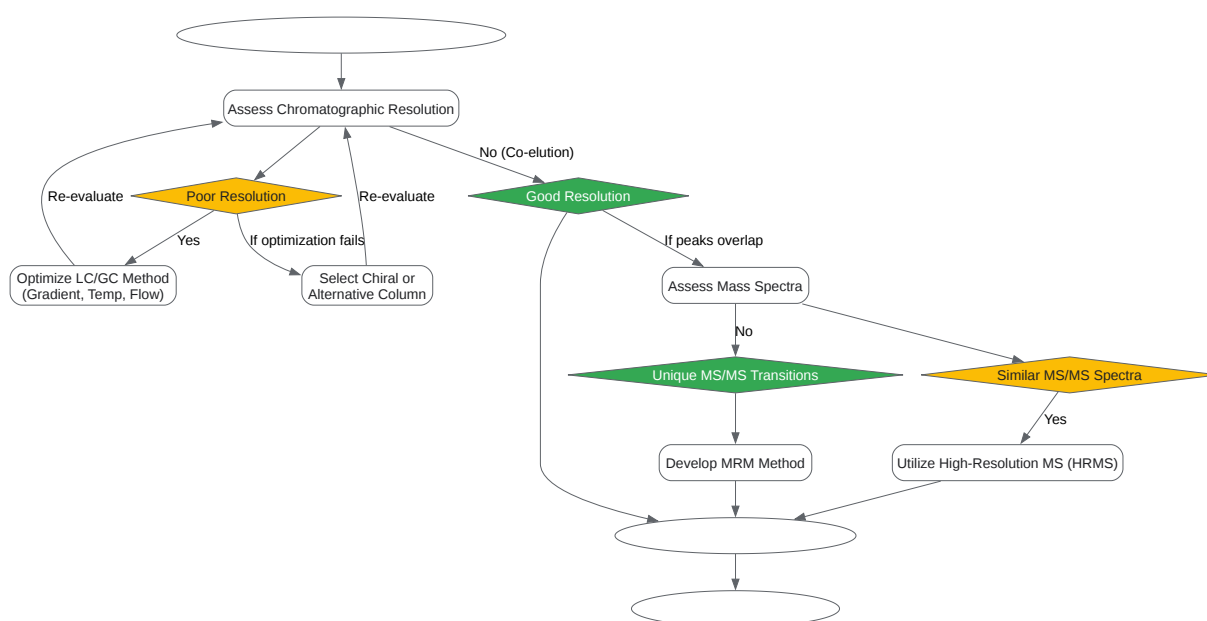 Assess Chromatographic Resolution
No (Co-elution)
Re-evaluate
Poor Resolution
Re-evaluate
Good Resolution
Yes
If optimization fails
If peaks overlap
Optimize LC/GC Method
(Gradient, Temp, Flow)
Select Chiral or
Alternative Column
Assess Mass Spectra
No
Unique MS/MS Transitions
Similar MS/MS Spectra
Yes
Develop MRM Method
Utilize High-Resolution MS (HRMS)